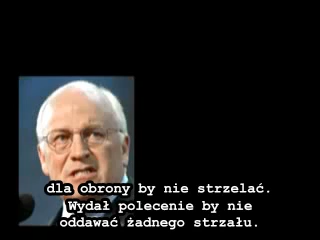 dla obrony by nie strzelać.
Wydał polecenie by nie
oddawać żadnego strzału.